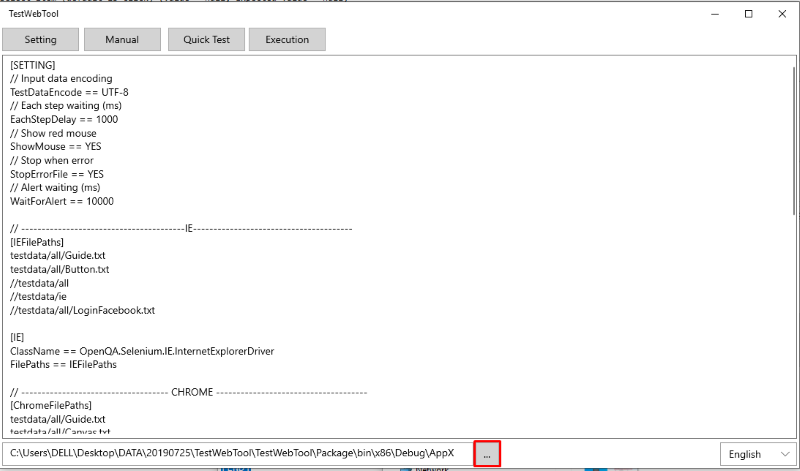 TestWebTool
Setting
Manual
Quick Test
Execution
[SETTING]
// Input data encoding
TestDataEncode == UTF-8
// Each step waiting (ms)
EachStepDelay == 1000
// Show red mouse
ShowMouse == YES
// Stop when error
StopErrorFile == YES
// Alert waiting (ms)
WaitForAlert == 10000
// ----------------------------------------IE---------------------------------------
[IEFilePaths]
testdata/all/Guide.txt
testdata/all/Button.txt
//testdata/all
//testdata/ie
//testdata/all/LoginFacebook.txt
[IE]
ClassName == OpenQA.Selenium.IE.InternetExplorerDriver
FilePaths == IEFilePaths
// ------------------------------------ CHROME -------------------------------------
[ChromeFilePaths]
testdata/all/Guide.txt
testdata/all/Canvas.txt
C:\Users\DELL\Desktop\DATA\20190725\TestWebTool\TestWebTool\Package\bin\x86\Debug\AppX
...
English